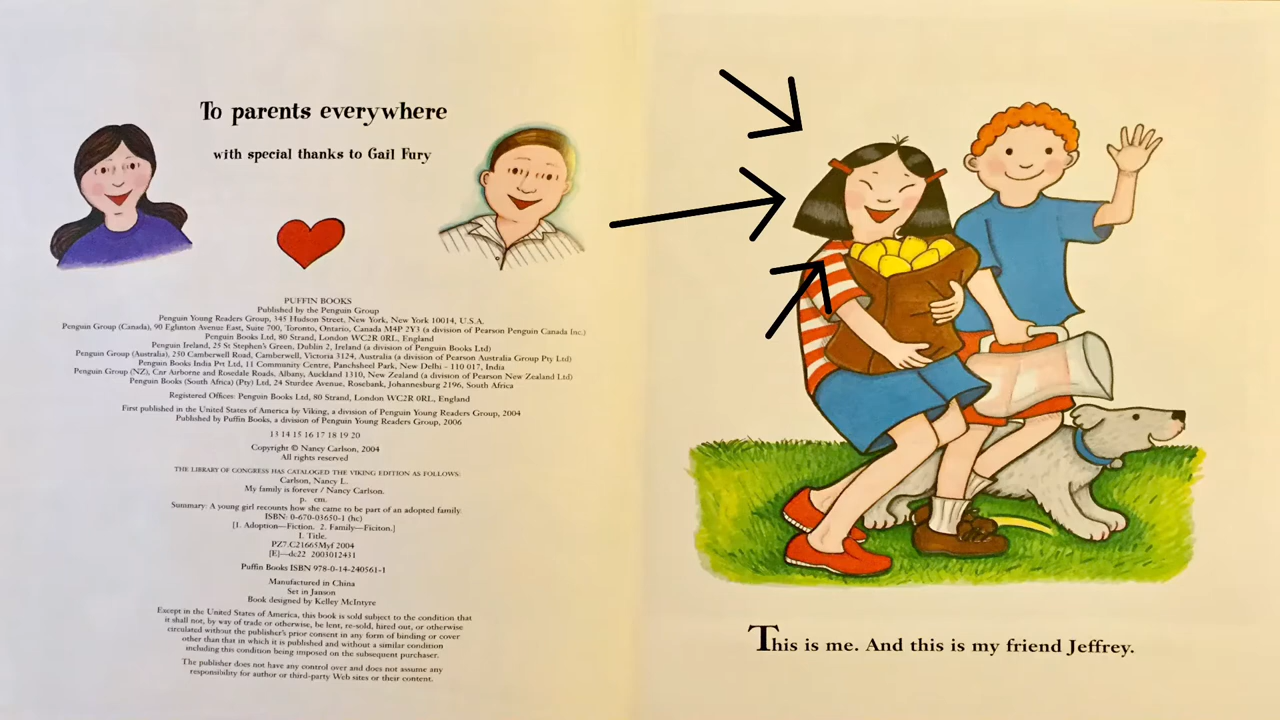 To parents everywhere
with special thanks to Gail Fury
PUFFIN BOOKS
Published by the Penguin Group
Penguin Young Readers Group, 345 Hudson Street, New York, New York 10014, U.S.A.
Penguin Group (Canada), 90 Eglinton Avenue East, Suite 700, Toronto, Ontario, Canada M4P 2Y3 (a division of Pearson Penguin Canada Inc.)
Penguin Books Ltd, 80 Strand, London WC2R 0RL, England
Penguin Ireland, 25 St Stephen's Green, Dublin 2, Ireland (a division of Penguin Books Ltd)
Penguin Group (Australia), 250 Camberwell Road, Camberwell, Victoria 3124, Australia (a division of Pearson Australia Group Pty Ltd)
Penguin Books India Pvt Ltd, 11 Community Centre, Panchsheel Park, New Delhi - 110 017, India
Penguin Group (NZ), Cnr Airborne and Rosedale Roads, Albany, Auckland 1310, New Zealand (a division of Pearson New Zealand Ltd)
Penguin Books (South Africa) (Pty) Ltd, 24 Sturdee Avenue, Rosebank, Johannesburg 2196, South Africa
Registered Offices: Penguin Books Ltd, 80 Strand, London WC2R 0RL, England
First published in the United States of America by Viking, a division of Penguin Young Readers Group, 2004
Published by Puffin Books, a division of Penguin Young Readers Group, 2006
13 14 15 16 17 18 19 20
Copyright © Nancy Carlson, 2004
All rights reserved
THE LIBRARY OF CONGRESS HAS CATALOGED THE VIKING EDITION AS FOLLOWS:
Carlson, Nancy L.
My family is forever / Nancy Carlson.
p. cm.
Summary: A young girl recounts how she came to be part of an adopted family.
ISBN: 0-670-03650-1 (hc)
[1. Adoption—Fiction. 2. Family—Ficiton.]
I. Title.
PZ7.C21665Myf 2004
[E]—dc22 2003012431
Puffin Books ISBN 978-0-14-240561-1
Manufactured in China
Set in Janson
Book designed by Kelley McIntyre
Except in the United States of America, this book is sold subject to the condition that
it shall not, by way of trade or otherwise, be lent, re-sold, hired out, or otherwise
circulated without the publisher's prior consent in any form of binding or cover
other than that in which it is published and without a similar condition
including this condition being imposed on the subsequent purchaser.
The publisher does not have any control over and does not assume any
responsibility for author or third-party Web sites or their content.
This is me. And this is my friend Jeffrey.